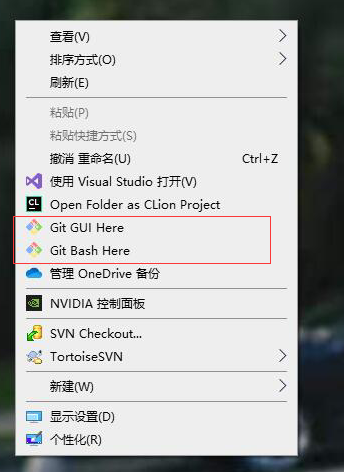 查看(V)
排序方式(O)
刷新(E)
粘贴(P)
粘贴快捷方式(S)
撤消 重命名(U) Ctrl+Z
使用 Visual Studio 打开(V)
CL Open Folder as CLion Project
Git GUI Here
Git Bash Here
管理 OneDrive 备份
NVIDIA 控制面板
SVN Checkout...
TortoiseSVN
新建(W)
显示设置(D)
个性化(R)